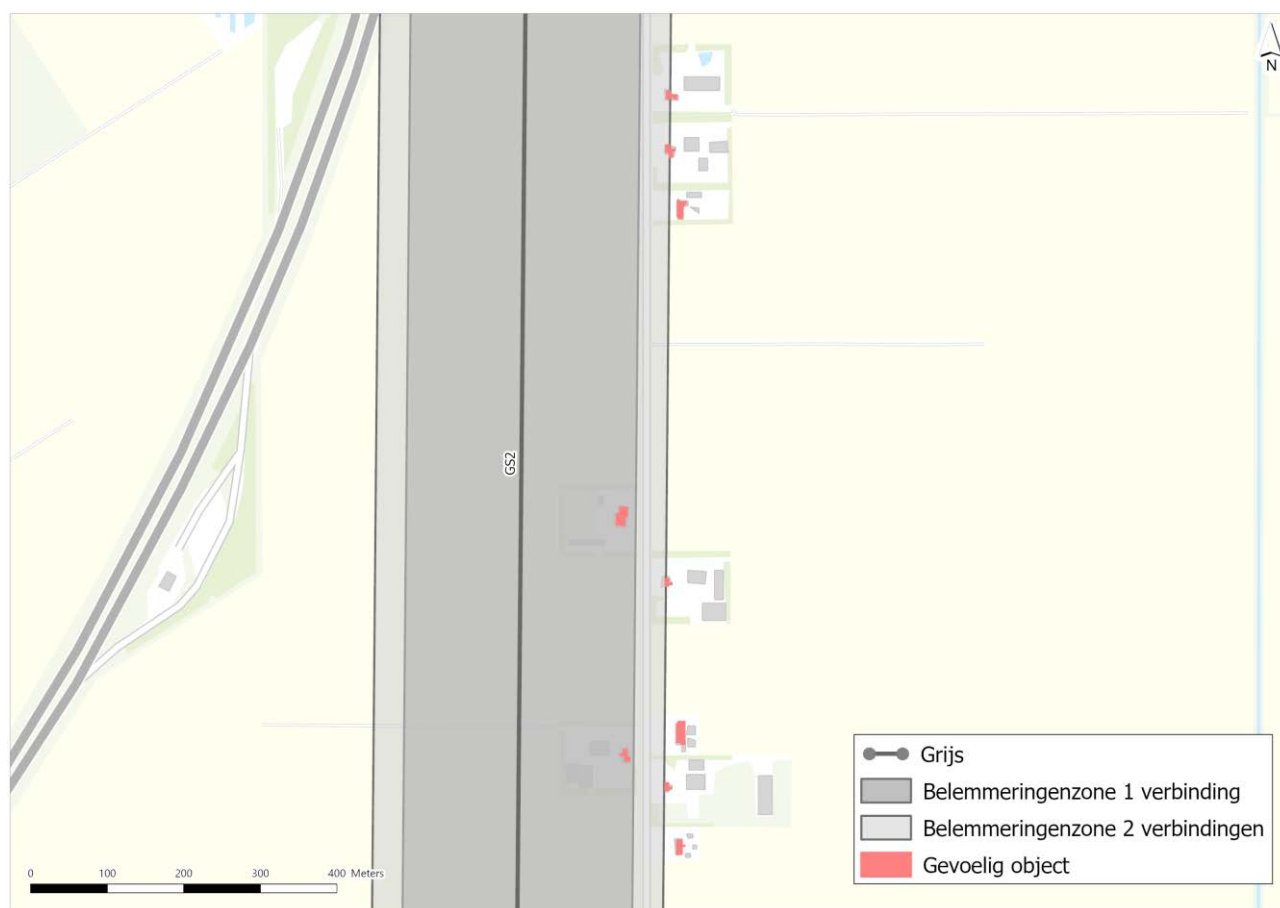 N
GS2
Grijs
Belemmeringenzone 1 verbinding
Belemmeringenzone 2 verbindingen
Gevoelig object
0 100 200 300 400 Meters